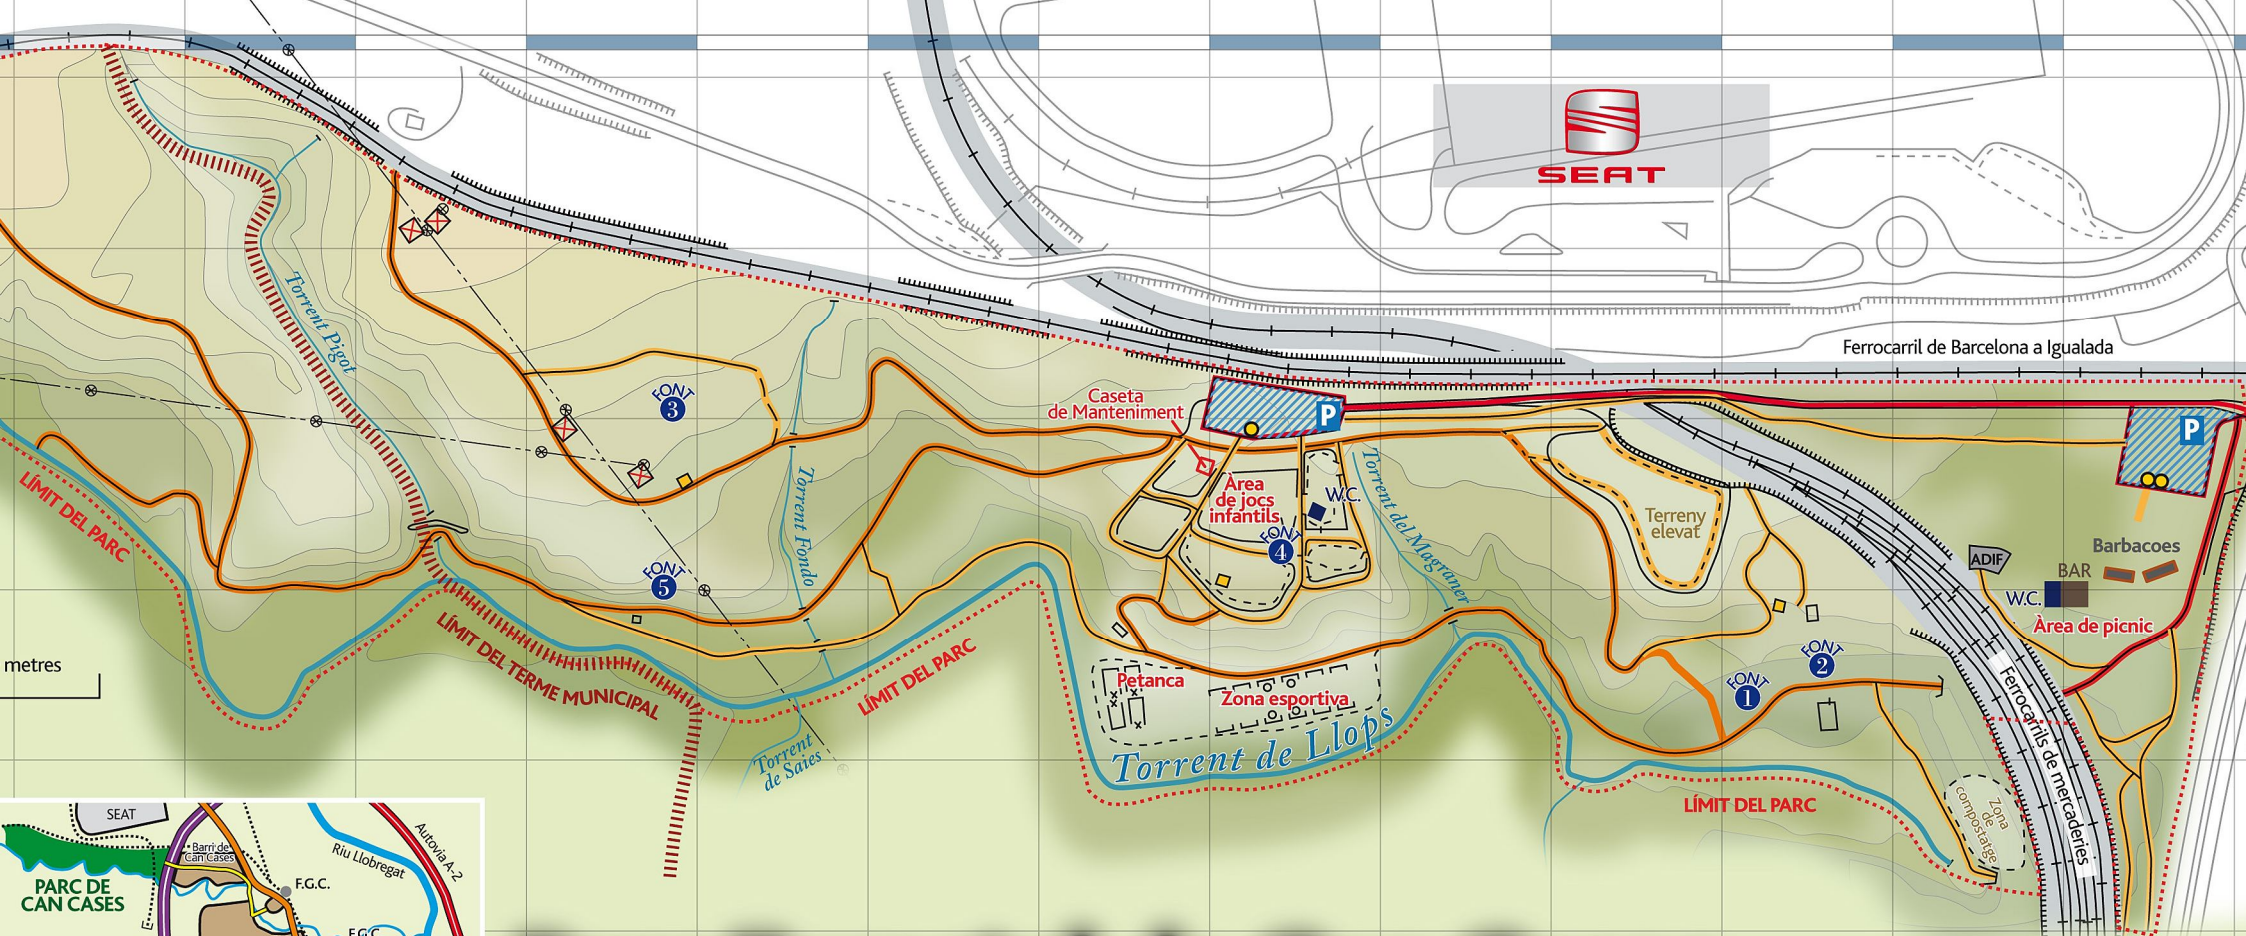 SEAT
Ferrocarril de Barcelona a Igualada
Torrent Pigot
FONT
3
Caseta
de Manteniment
P
P
Àrea
de jocs
infantils
W.C.
FONT
4
Torrent Fondo
Torrent del Magraner
Terreny
elevat
LÍMIT DEL PARC
FONT
5
ADIF
Barbacoes
BAR
W.C.
Àrea de picnic
metres
LÍMIT DEL TERME MUNICIPAL
LÍMIT DEL PARC
Petanca
Zona esportiva
FONT
2
FONT
1
Torrent de Llops
Torrent
de Saies
LÍMIT DEL PARC
Ferrocarrils de mercaderies
Zona
de
compostatge
SEAT
Barri de
Can Cases
Riu Llobregat
Autovia A-2
PARC DE
CAN CASES
F.G.C.
F.G.C.